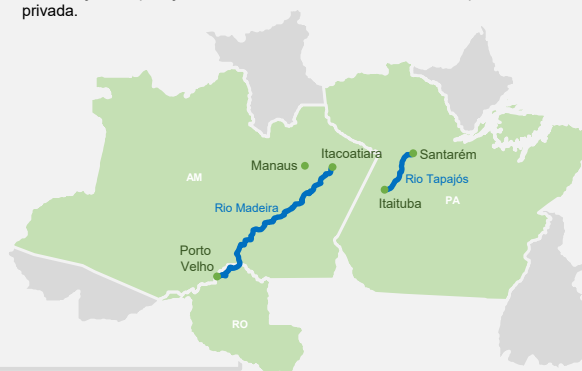 privada.
Itacoatiara
Manaus
Santarém
AM
Rio Tapajós
Itaituba
PA
Rio Madeira
Porto
Velho
RO